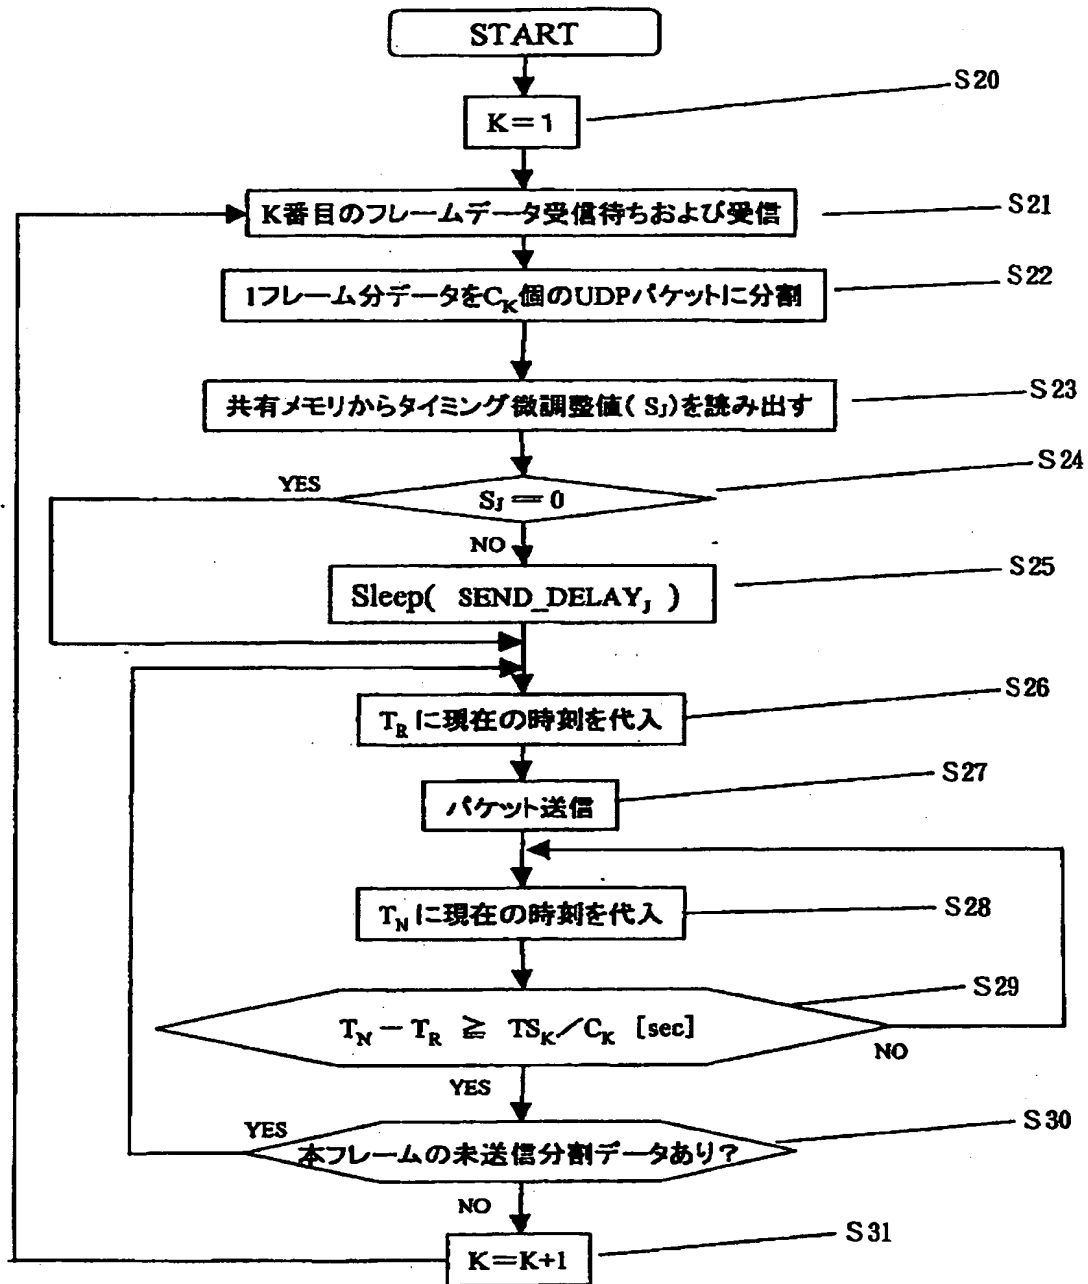 START
S20
K=1
S21
K番目のフレームデータ受信待ちおよび受信
S22
1フレーム分データをC_K個のUDPパケットに分割
S23
共有メモリからタイミング微調整値( S_J)を読み出す
S24
YES
S_J == 0
NO
S25
Sleep( SEND_DELAY_J )
S26
T_Rに現在の時刻を代入
S27
パケット送信
S28
T_Nに現在の時刻を代入
S29
T_N − T_R ≧ TS_K／C_K [sec]
NO
YES
S30
YES
本フレームの未送信分割データあり?
NO
S31
K=K+1